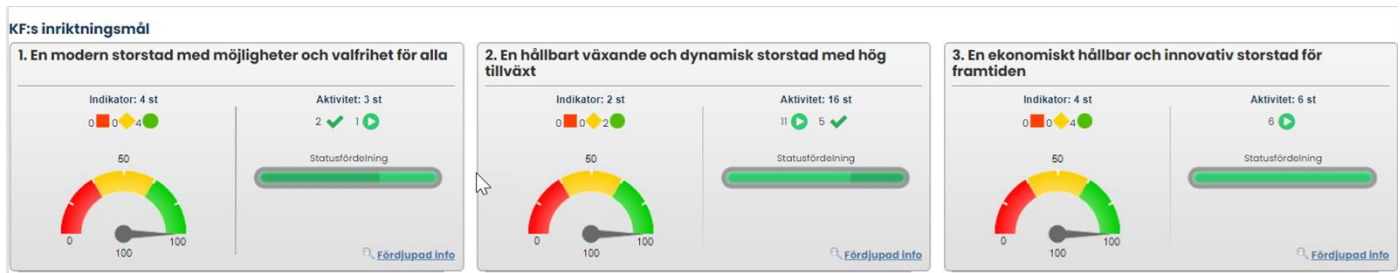 KF:s inriktningsmål
1. En modern storstad med möjligheter och valfrihet för alla
Indikator: 4 st
Aktivitet: 3 st
0 0 4
2 1
Statusfördelning
50
0
100
100
Fördjupad info
2. En hållbart växande och dynamisk storstad med hög
tillväxt
Indikator: 2 st
Aktivitet: 16 st
0 0 2
11 5
Statusfördelning
50
0
100
100
Fördjupad info
3. En ekonomiskt hållbar och innovativ storstad för
framtiden
Indikator: 4 st
Aktivitet: 6 st
0 0 4
6
Statusfördelning
50
0
100
100
Fördjupad info